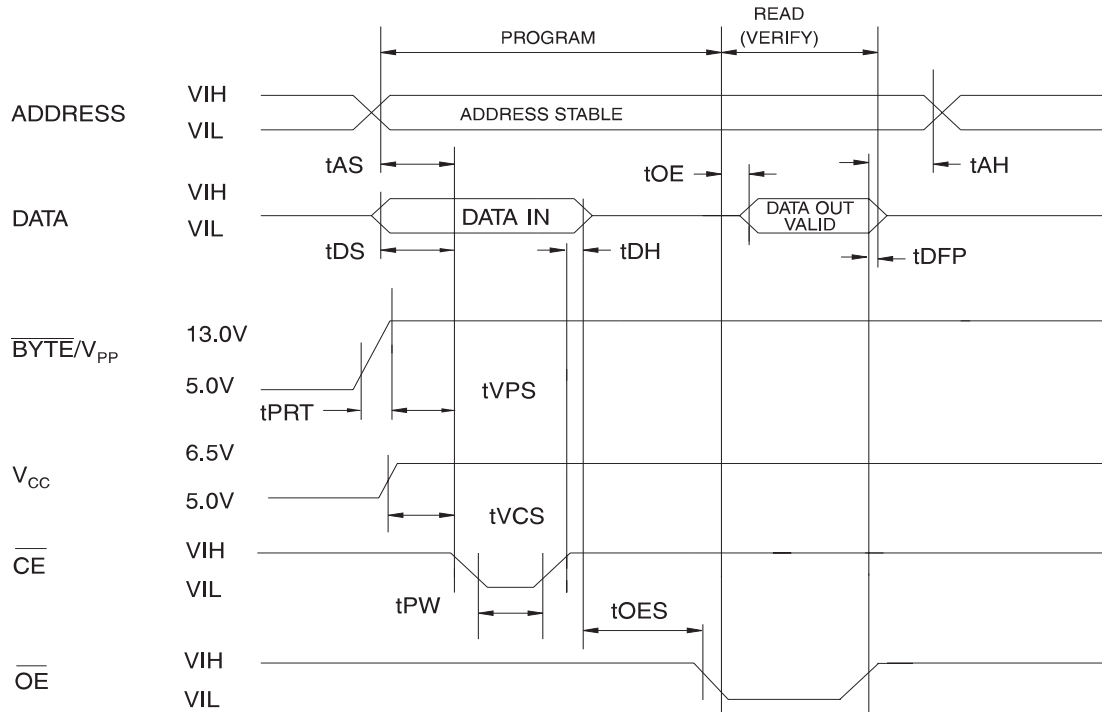 READ
PROGRAM (VERIFY)
ADDRESS VIH
VIL ADDRESS STABLE
tAS tOE tAH
DATA VIH
VIL DATA IN DATA OUT
VALID
tDS tDH tDFP
BYTE/VPP 13.0V
5.0V
tPRT tVPS
VCC 6.5V
5.0V
tVCS
CE VIH
VIL
tPW tOES
OE VIH
VIL